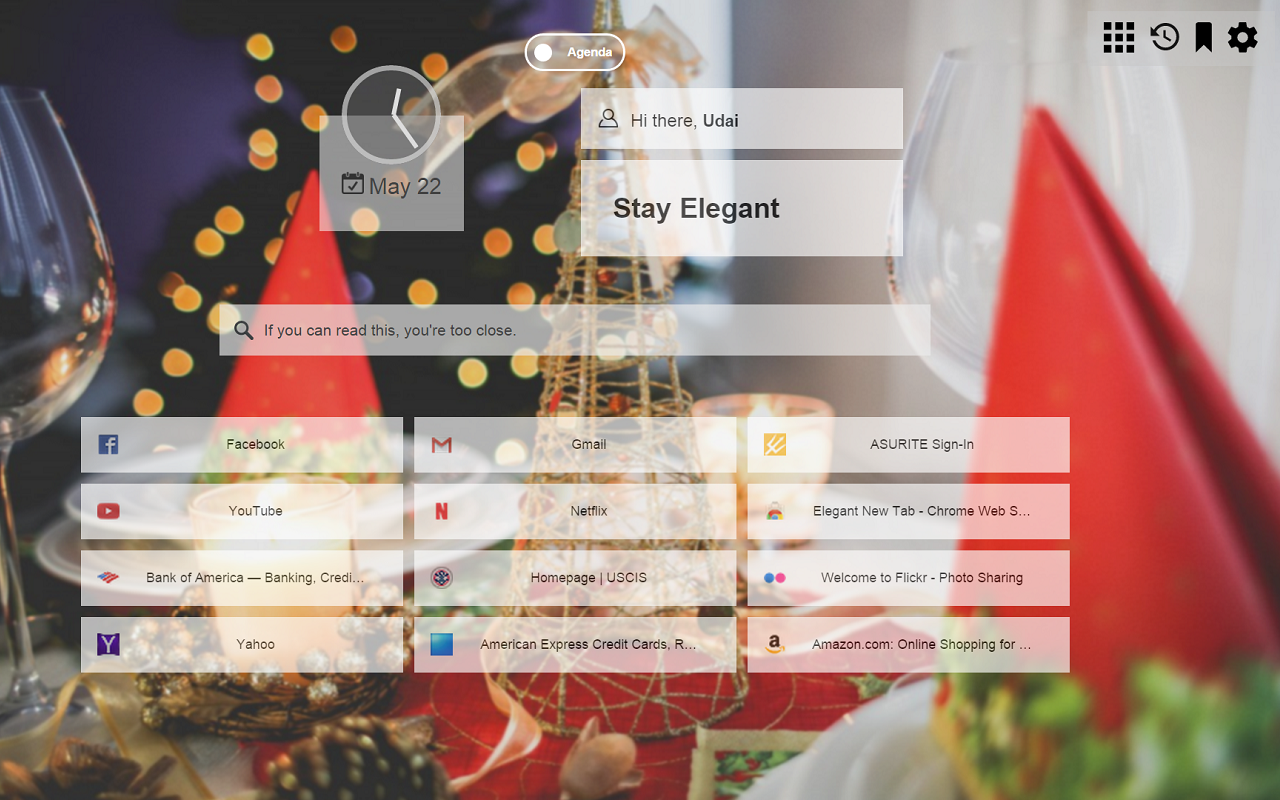 Agenda
May 22
Hi there, Udai
Stay Elegant
If you can read this, you're too close.
Facebook
Gmail
ASURITE Sign-In
YouTube
Netflix
Elegant New Tab - Chrome Web S...
Bank of America — Banking, Credi...
Homepage | USCIS
Welcome to Flickr - Photo Sharing
Yahoo
American Express Credit Cards, R...
Amazon.com: Online Shopping for ...